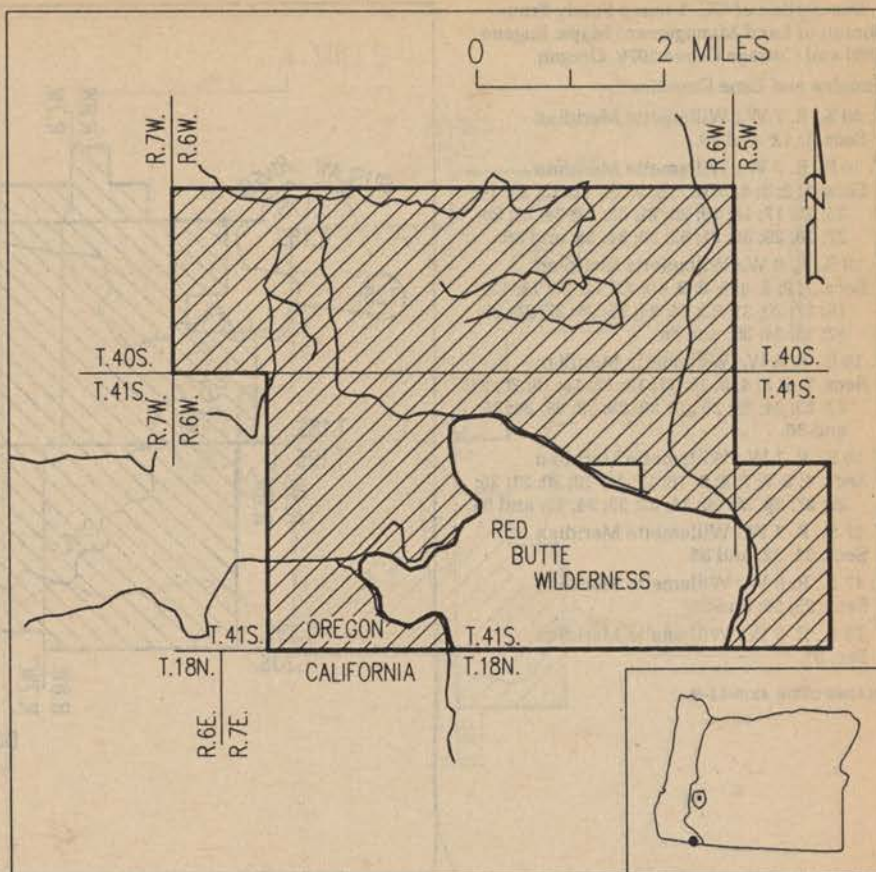 0 2 MILES
R.7W.
R.6W.
R.6W.
R.5W.
N
T.40S.
T.41S.
T.40S.
T.41S.
R.7W.
R.6W.
RED
BUTTE
WILDERNESS
T.41S.
T.18N.
OREGON
CALIFORNIA
T.41S.
T.18N.
R.6E.
R.7E.